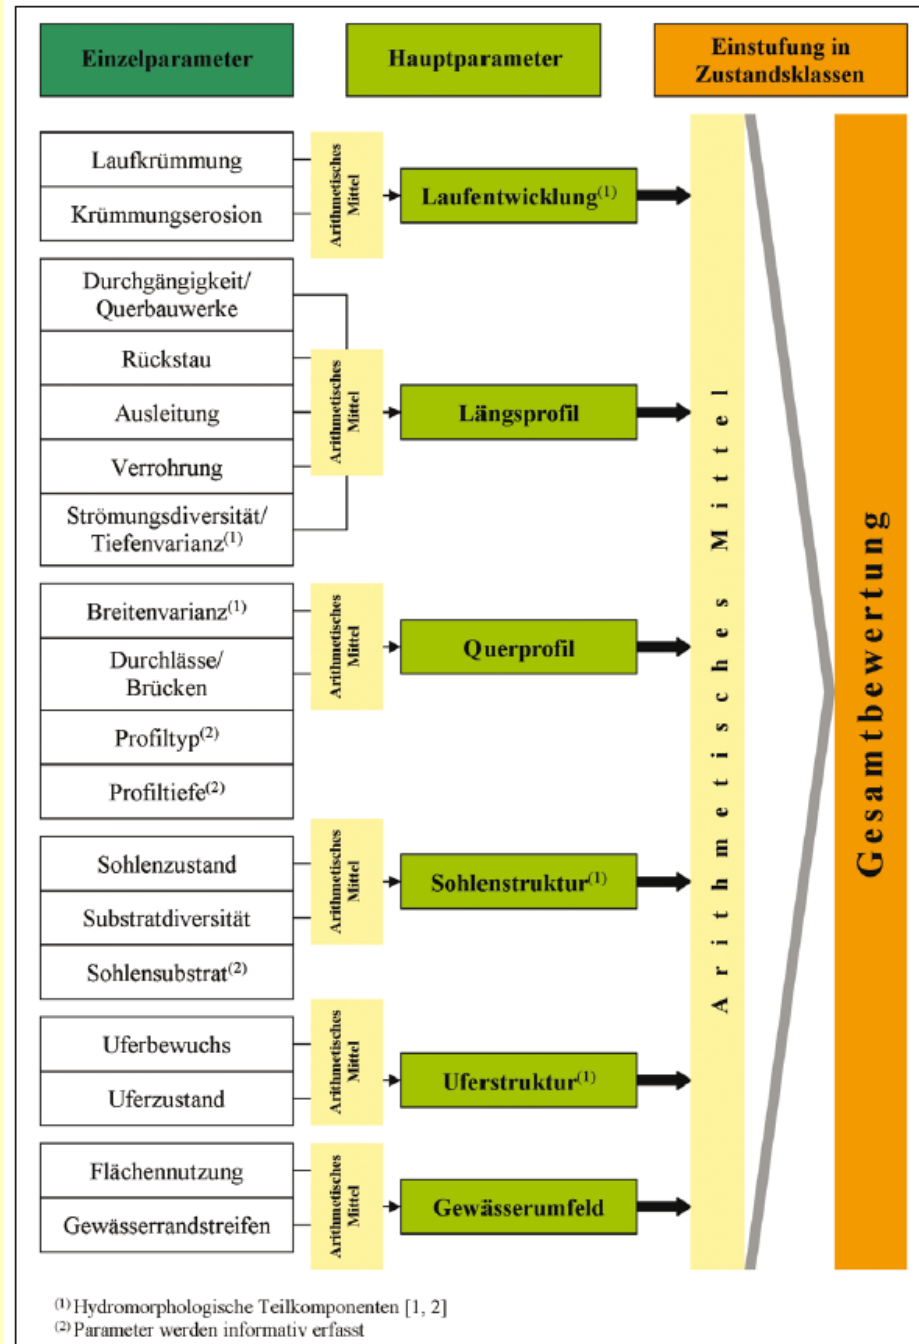 Einzelparameter
Hauptparameter
Einstufung in
Zustandsklassen
Laufkrümmung
Krümmungserosion
Arithmetisches
Mittel
Laufentwicklung(1)
Durchgängigkeit/
Querbauwerke
Rückstau
Ausleitung
Verrohrung
Strömungsdiversität/
Tiefenvarianz(1)
Arithmetisches
Mittel
Längsprofil
Breitenvarianz(1)
Durchlässe/
Brücken
Profiltyp(2)
Profiltiefe(2)
Arithmetisches
Mittel
Querprofil
Sohlenzustand
Substratdiversität
Sohlensubstrat(2)
Arithmetisches
Mittel
Sohlenstruktur(1)
Uferbewuchs
Uferzustand
Arithmetisches
Mittel
Uferstruktur(1)
Flächennutzung
Gewässerrandstreifen
Arithmetisches
Mittel
Gewässerumfeld
Arithmetisches Mittel
Gesamtbewertung
(1) Hydromorphologische Teilkomponenten [1, 2]
(2) Parameter werden informativ erfasst